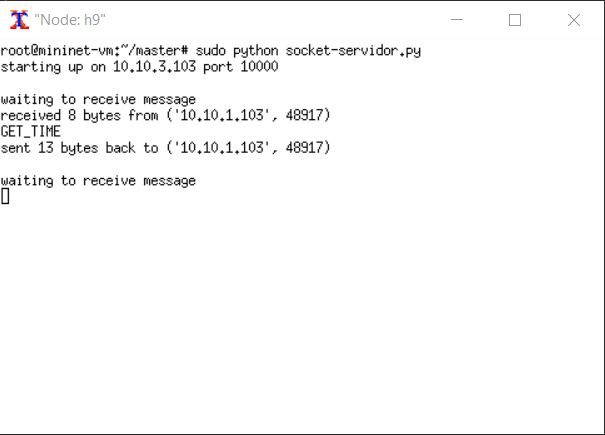 "Node: h9"
root@mininet-vm:~/master# sudo python socket-servidor.py
starting up on 10.10.3.103 port 10000
waiting to receive message
received 8 bytes from ('10.10.1.103', 48917)
GET_TIME
sent 13 bytes back to ('10.10.1.103', 48917)
waiting to receive message